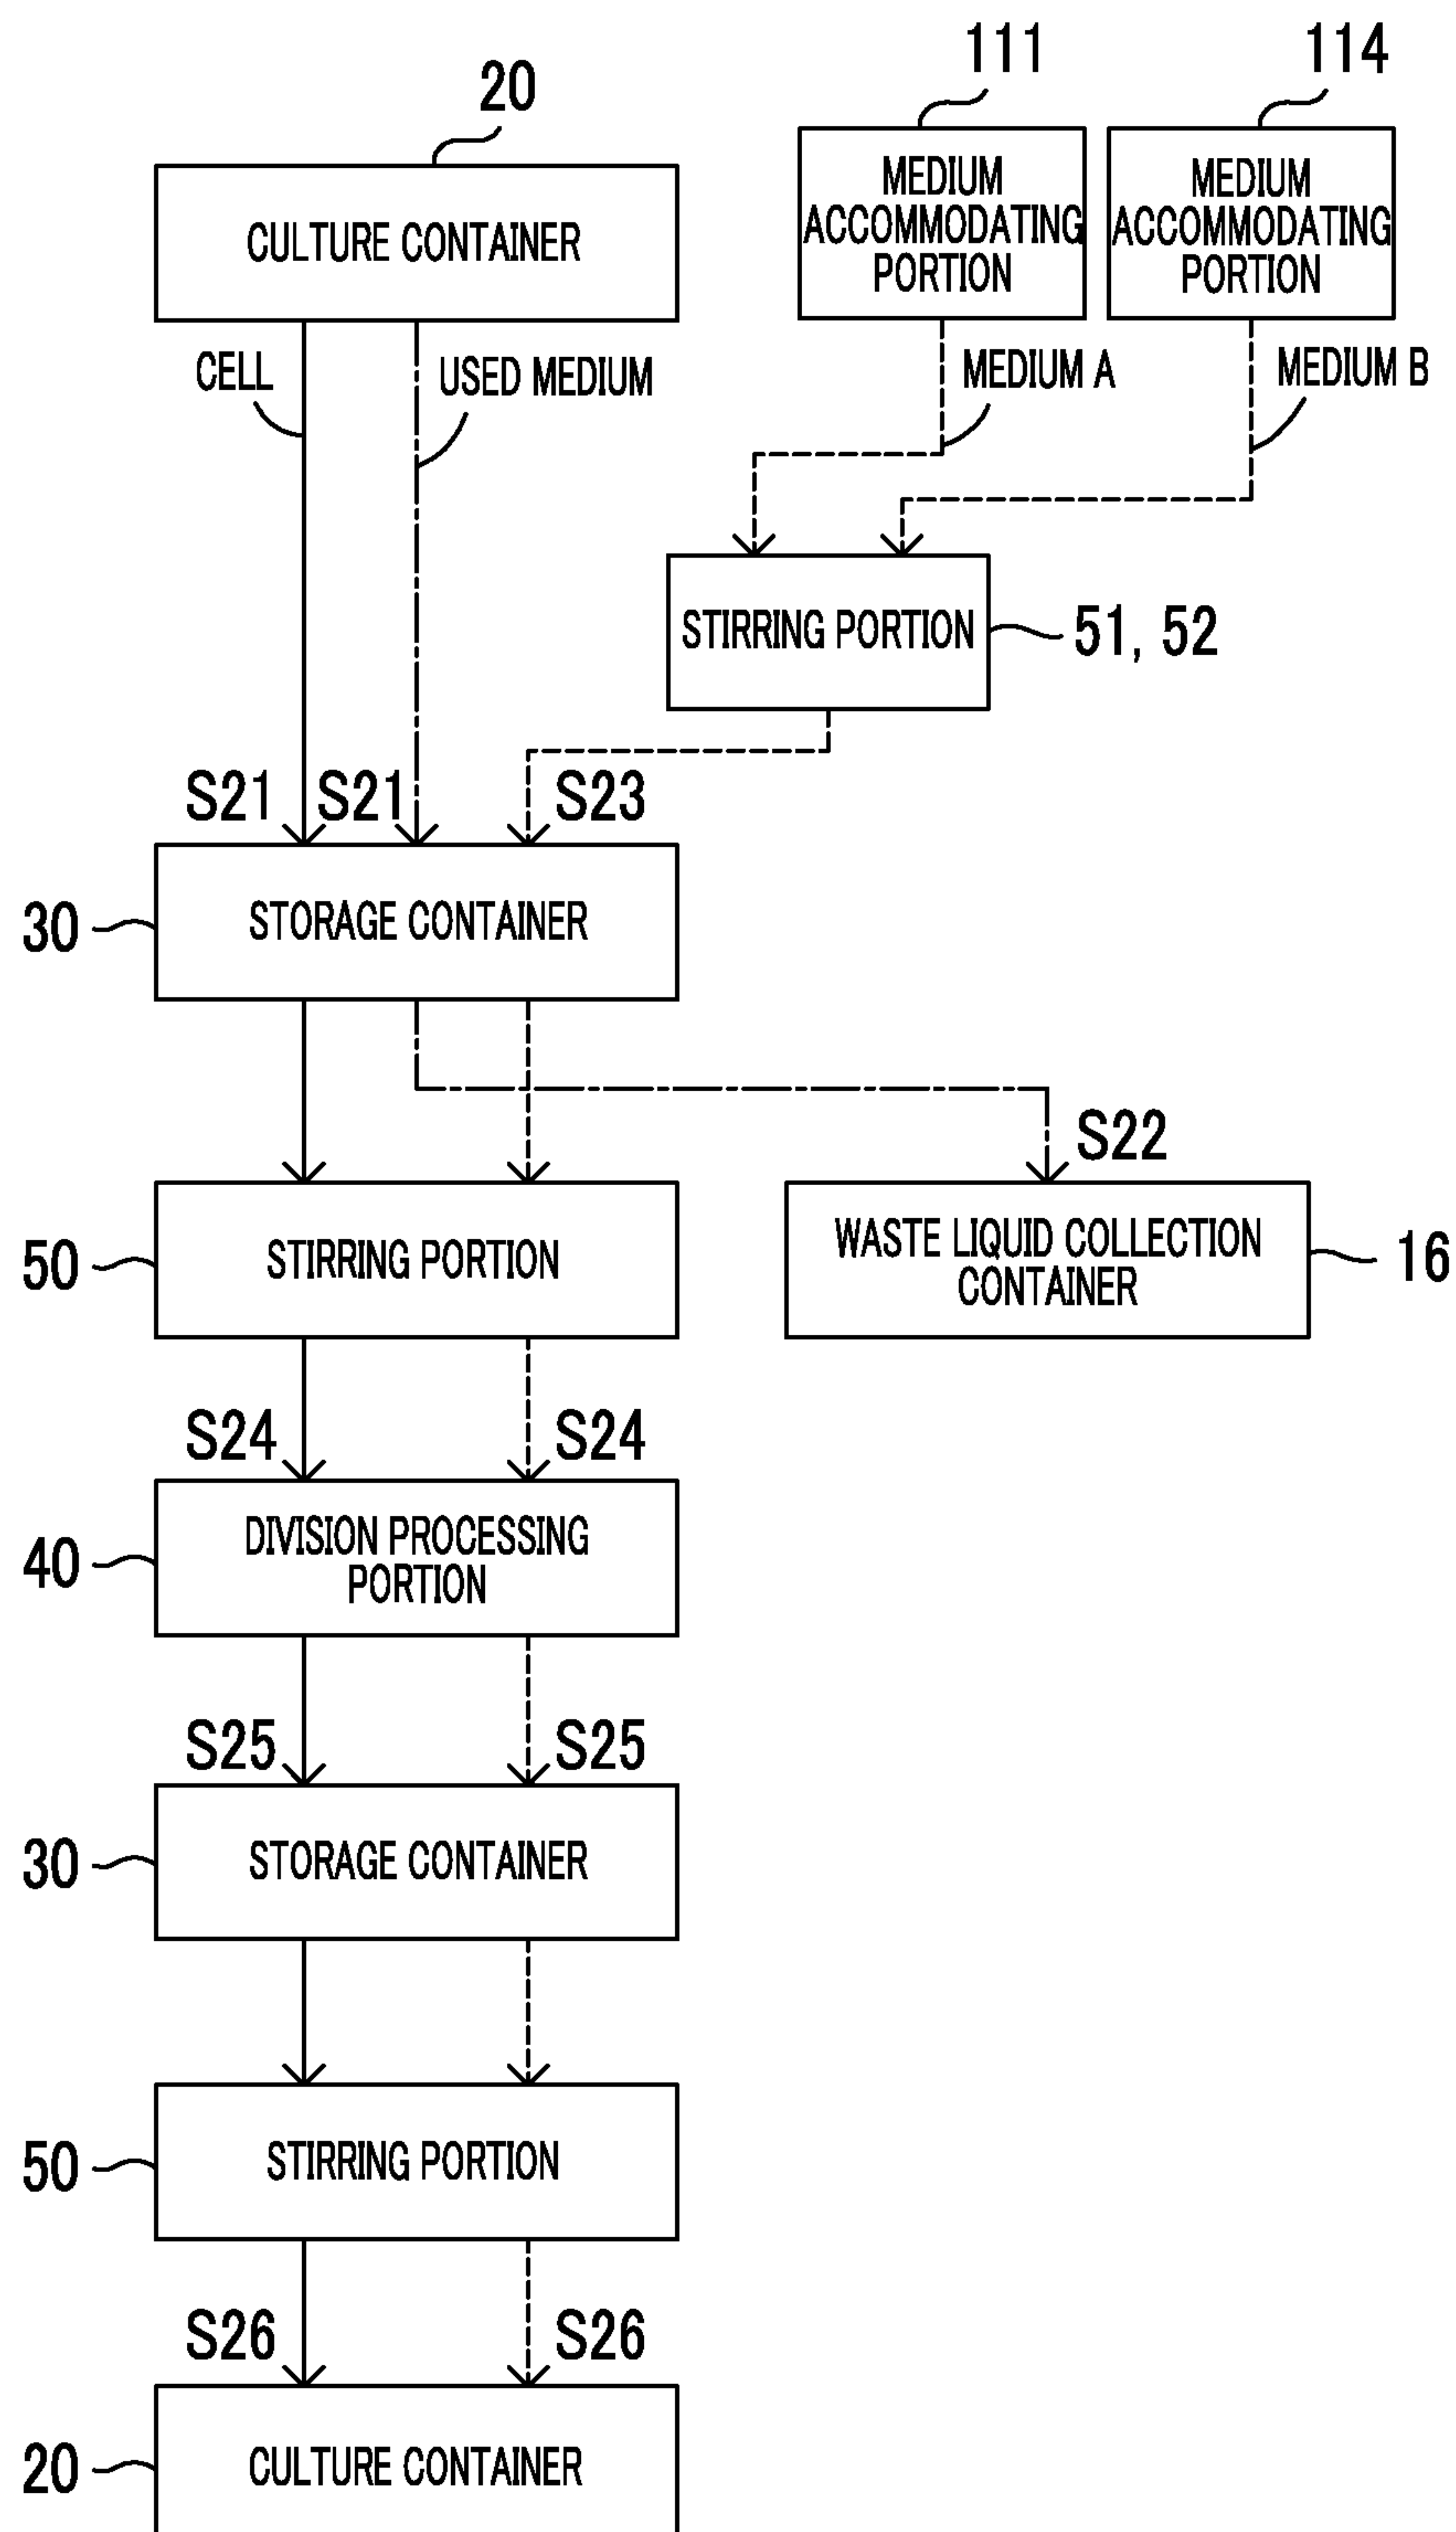 111
114
20
MEDIUM
ACCOMMODATING
PORTION
MEDIUM
ACCOMMODATING
PORTION
CULTURE CONTAINER
CELL
USED MEDIUM
MEDIUM A
MEDIUM B
STIRRING PORTION
51, 52
S21
S21
S23
30
STORAGE CONTAINER
S22
50
STIRRING PORTION
WASTE LIQUID COLLECTION
CONTAINER
16
S24
S24
40
DIVISION PROCESSING
PORTION
S25
S25
30
STORAGE CONTAINER
50
STIRRING PORTION
S26
S26
20
CULTURE CONTAINER